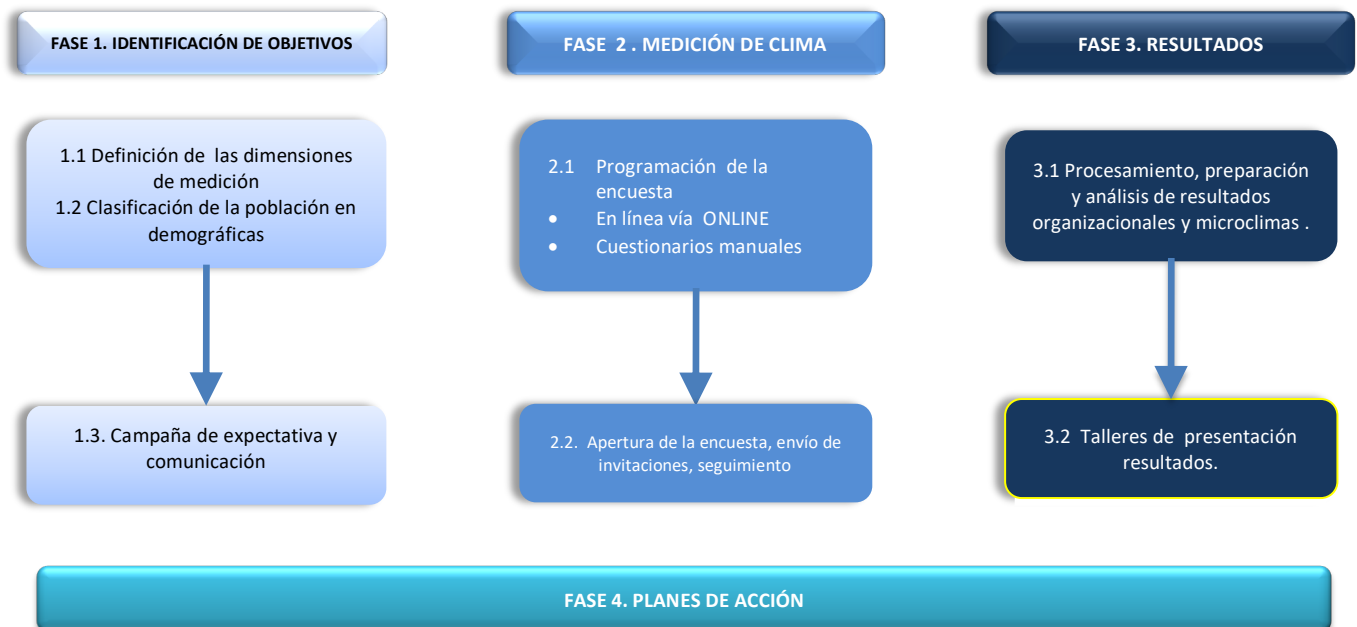 FASE 1. IDENTIFICACIÓN DE OBJETIVOS
1.1 Definición de las dimensiones
de medición
1.2 Clasificación de la población en
demográficas
1.3. Campaña de expectativa y
comunicación
FASE 2 . MEDICIÓN DE CLIMA
2.1 Programación de la
encuesta
• En línea vía ONLINE
• Cuestionarios manuales
2.2. Apertura de la encuesta, envío de
invitaciones, seguimiento
FASE 3. RESULTADOS
3.1 Procesamiento, preparación
y análisis de resultados
organizacionales y microclimas .
3.2 Talleres de presentación
resultados.
FASE 4. PLANES DE ACCIÓN